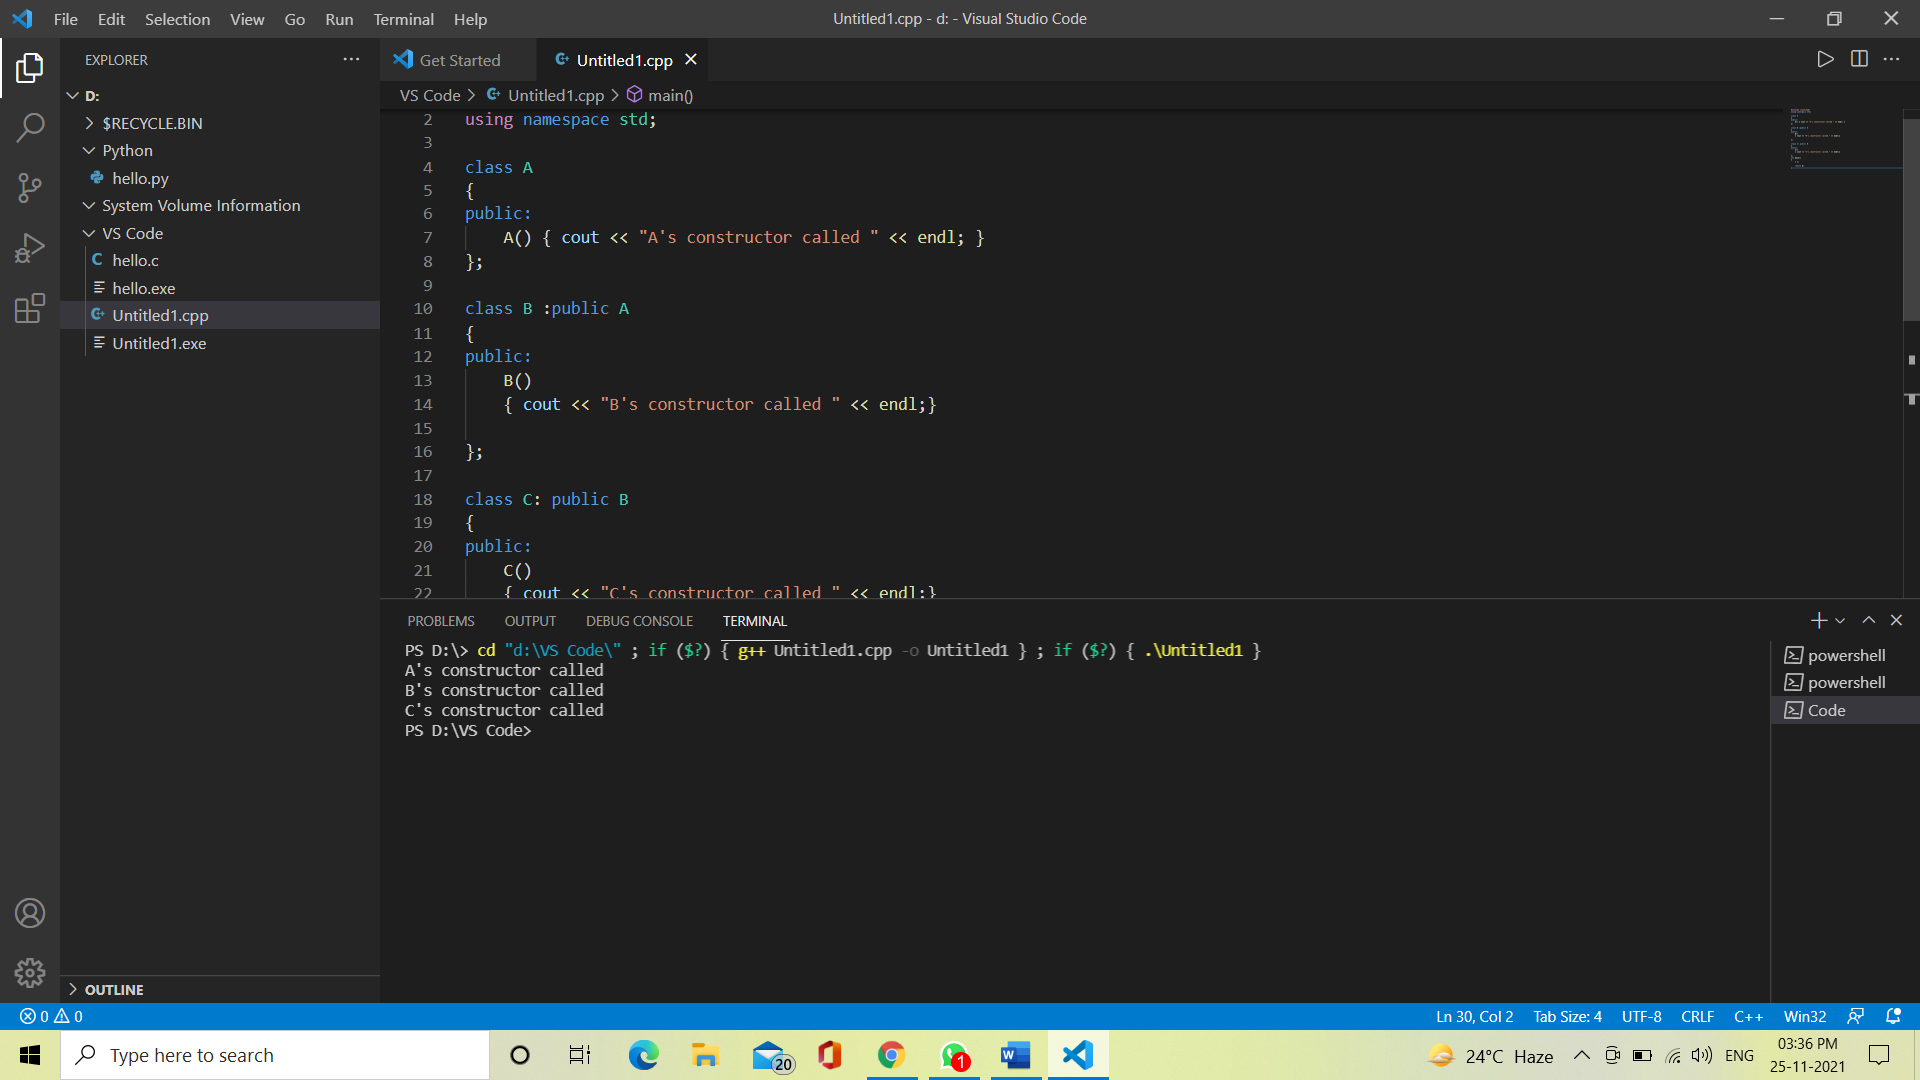 File Edit Selection View Go Run Terminal Help
Untitled1.cpp - d: - Visual Studio Code
EXPLORER
D:
$RECYCLE.BIN
Python
hello.py
System Volume Information
VS Code
hello.c
hello.exe
Untitled1.cpp
Untitled1.exe
OUTLINE
Get Started Untitled1.cpp
VS Code > Untitled1.cpp > main()
2 using namespace std;
3
4 class A
5 {
6 public:
7 A() { cout << "A's constructor called " << endl; }
8 };
9
10 class B :public A
11 {
12 public:
13 B()
14 { cout << "B's constructor called " << endl;}
15
16 };
17
18 class C: public B
19 {
20 public:
21 C()
22 { cout << "C's constructor called " << endl;}
PROBLEMS OUTPUT DEBUG CONSOLE TERMINAL
PS D:\> cd "d:\VS Code\" ; if ($?) { g++ Untitled1.cpp -o Untitled1 } ; if ($?) { .\Untitled1 }
A's constructor called
B's constructor called
C's constructor called
PS D:\VS Code>
powershell
powershell
Code
0 0
Ln 30, Col 2 Tab Size: 4 UTF-8 CRLF C++ Win32
Type here to search
20
1
24°C Haze
ENG
03:36 PM
25-11-2021